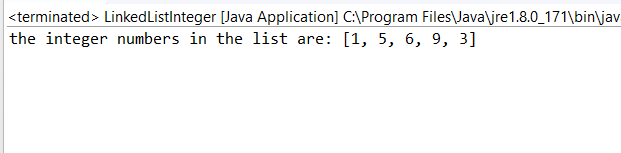 <terminated> LinkedListInteger [Java Application] C:\Program Files\Java\jre1.8.0_171\bin\jav
the integer numbers in the list are: [1, 5, 6, 9, 3]